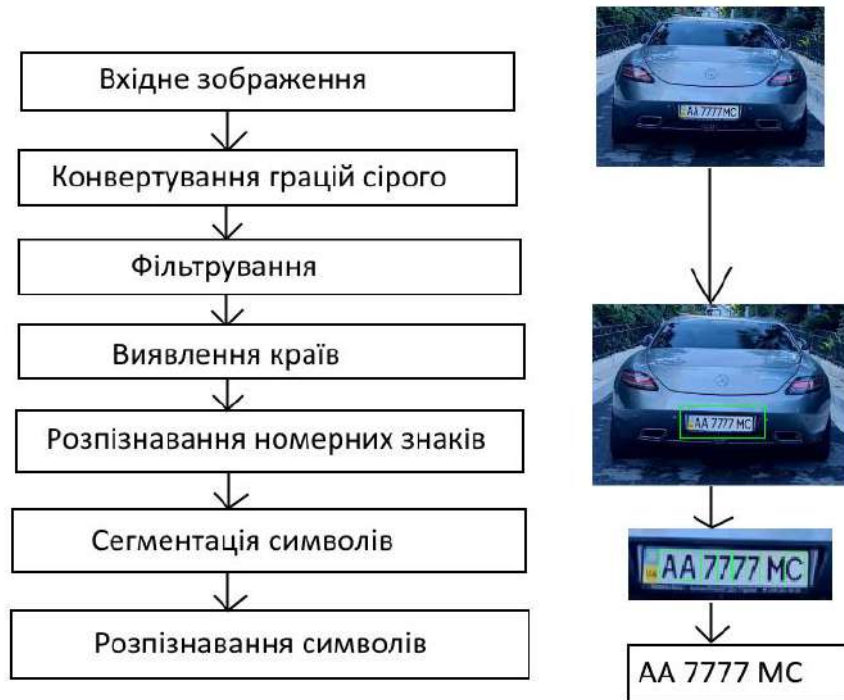 Вхідне зображення
Конвертування грацій сірого
Фільтрування
Виявлення країв
Розпізнавання номерних знаків
Сегментація символів
Розпізнавання символів
AA 7777 MC
AA 7777 MC
AA 7777 MC
AA 7777 MC